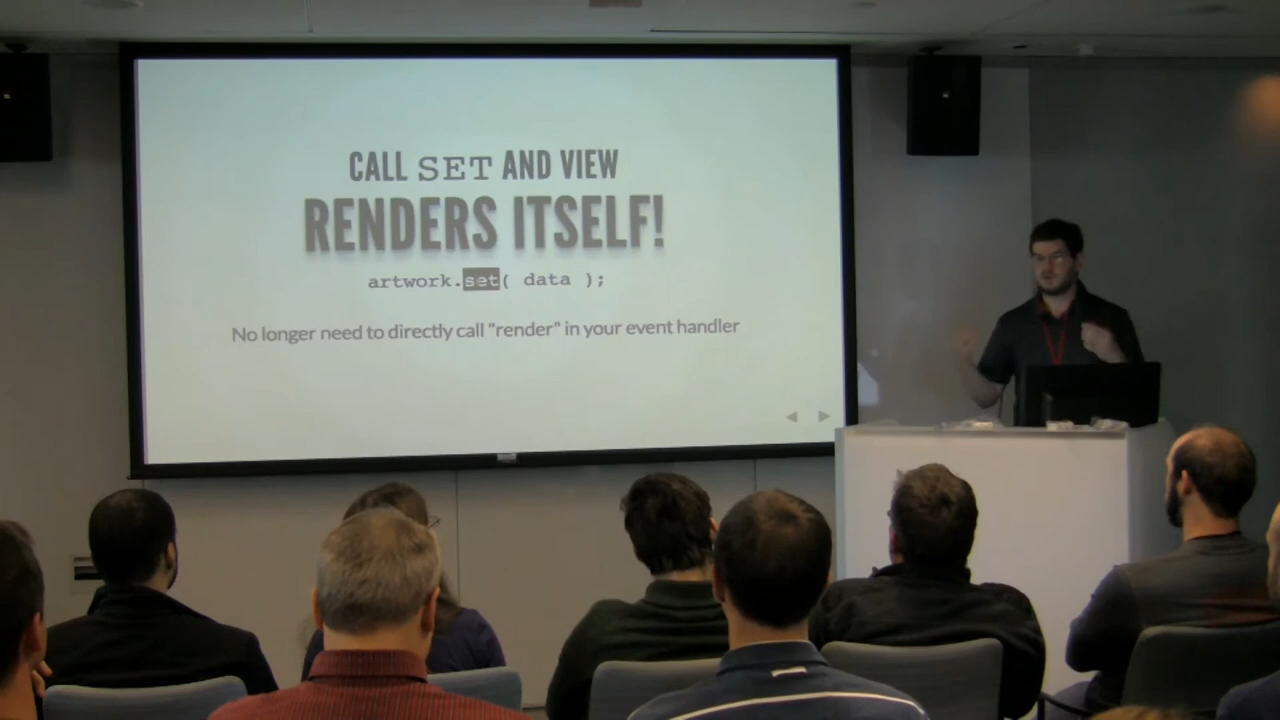 CALL SET AND VIEW
RENDERS ITSELF!
artwork.set( data );
No longer need to directly call "render" in your event handler